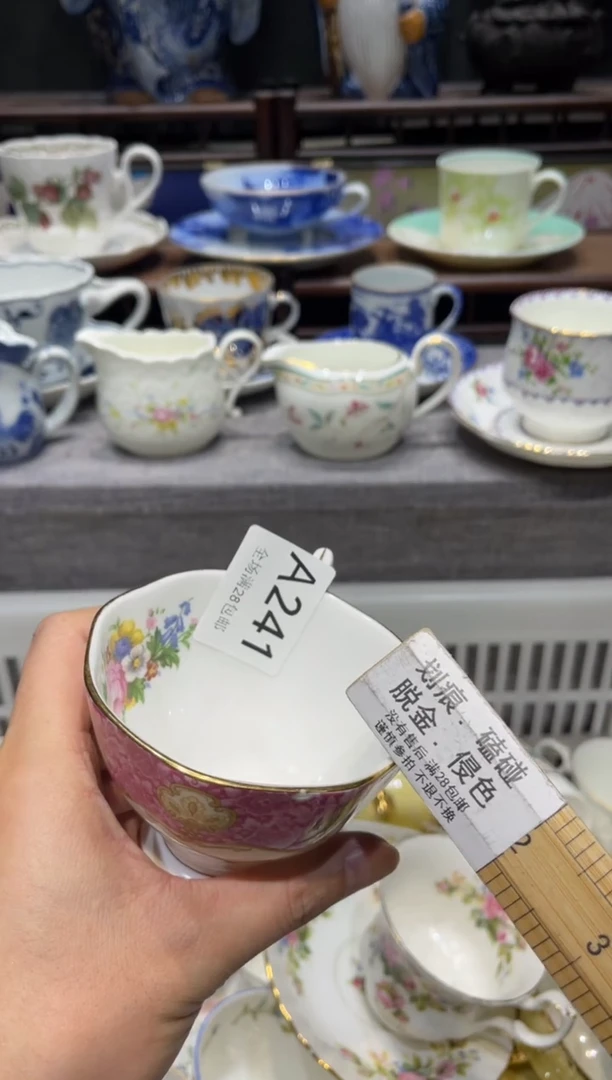 A241
全场满28包邮
划痕·磕碰
脱金·侵色
没有售后 满28包邮
谨慎参拍 不退不换
2
3